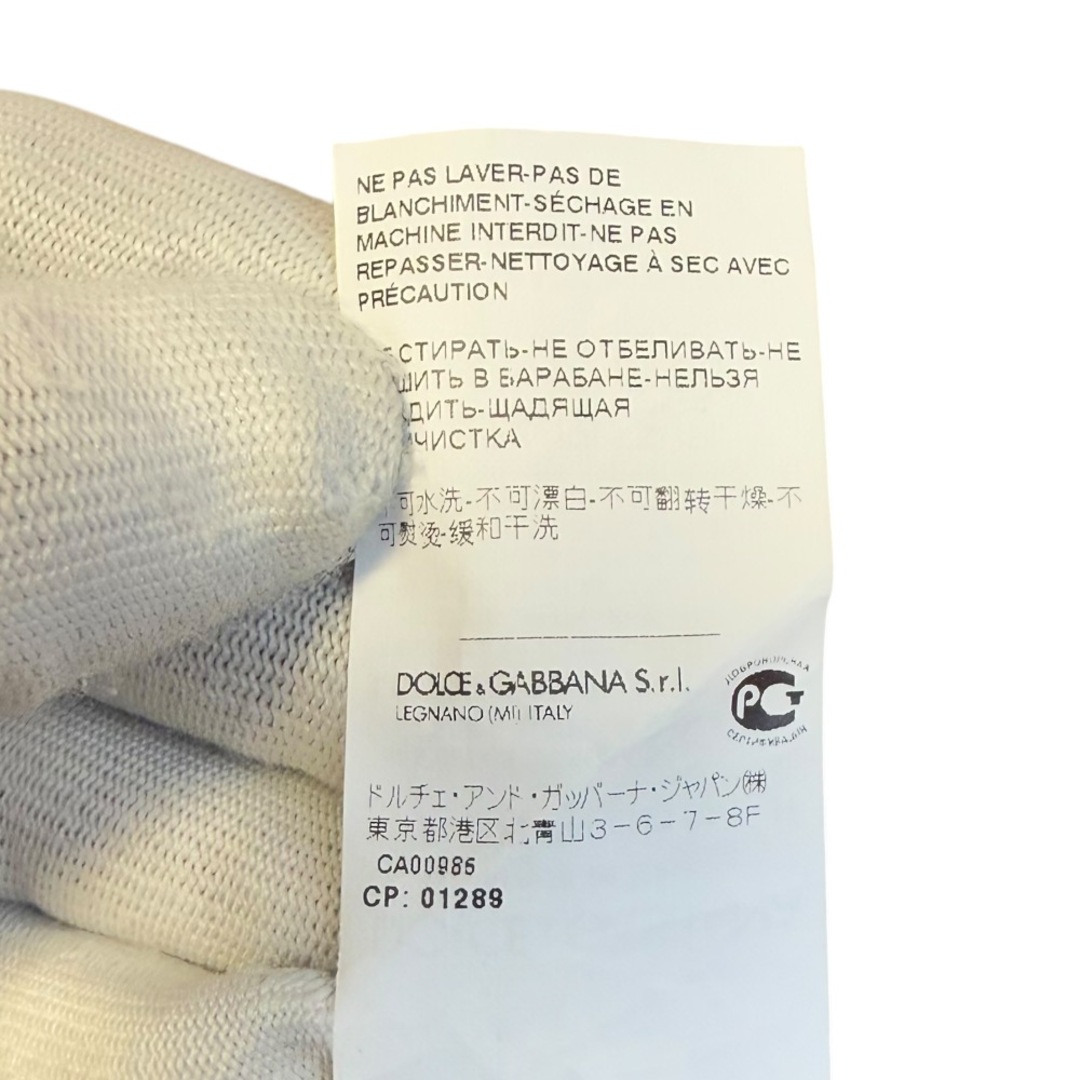 NE PAS LAVER-PAS DE
BLANCHIMENT-SÉCHAGE EN
MACHINE INTERDIT-NE PAS
REPASSER-NETTOYAGE À SEC AVEC
PRÉCAUTION
СТИРАТЬ-НЕ ОТБЕЛИВАТЬ-НЕ
В БАРАБАНЕ-НЕЛЬЗЯ
ЩАДЯЩАЯ
ЧИСТКА
可水洗-不可漂白-不可翻转干燥-不
可熨烫-缓和干洗
DOLCE & GABBANA S.r.l.
LEGNANO (MI) ITALY
ДОБРОВОЛЬНАЯ
РСТ
СЕРТИФИКАЦИЯ
ドルチェ・アンド・ガッバーナ・ジャパン㈱
東京都港区北青山3-6-7-8F
CA00986
CP: 01289